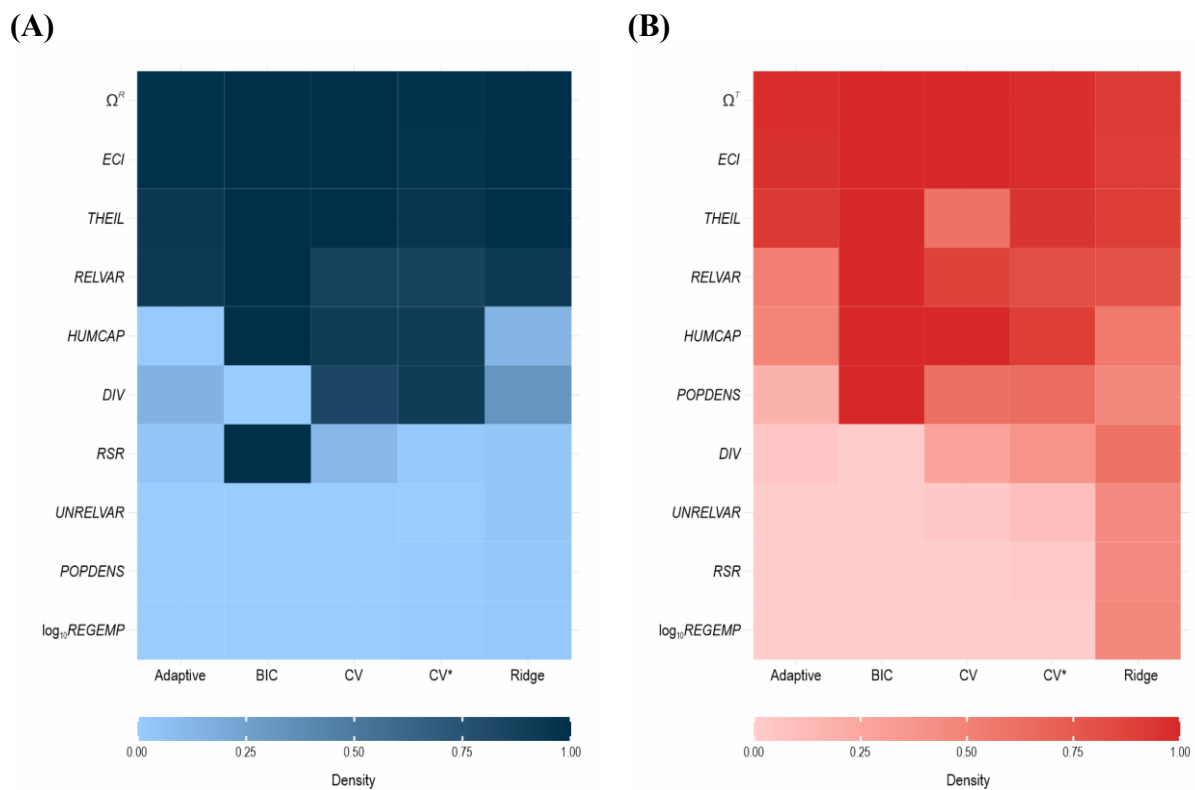 (A)
Ω^R
ECI
THEIL
RELVAR
HUMCAP
DIV
RSR
UNRELVAR
POPDENS
log₁₀REGEMP
Adaptive BIC CV CV* Ridge
0.00 0.25 0.50 0.75 1.00
Density
(B)
Ω^T
ECI
THEIL
RELVAR
HUMCAP
POPDENS
DIV
UNRELVAR
RSR
log₁₀REGEMP
Adaptive BIC CV CV* Ridge
0.00 0.25 0.50 0.75 1.00
Density